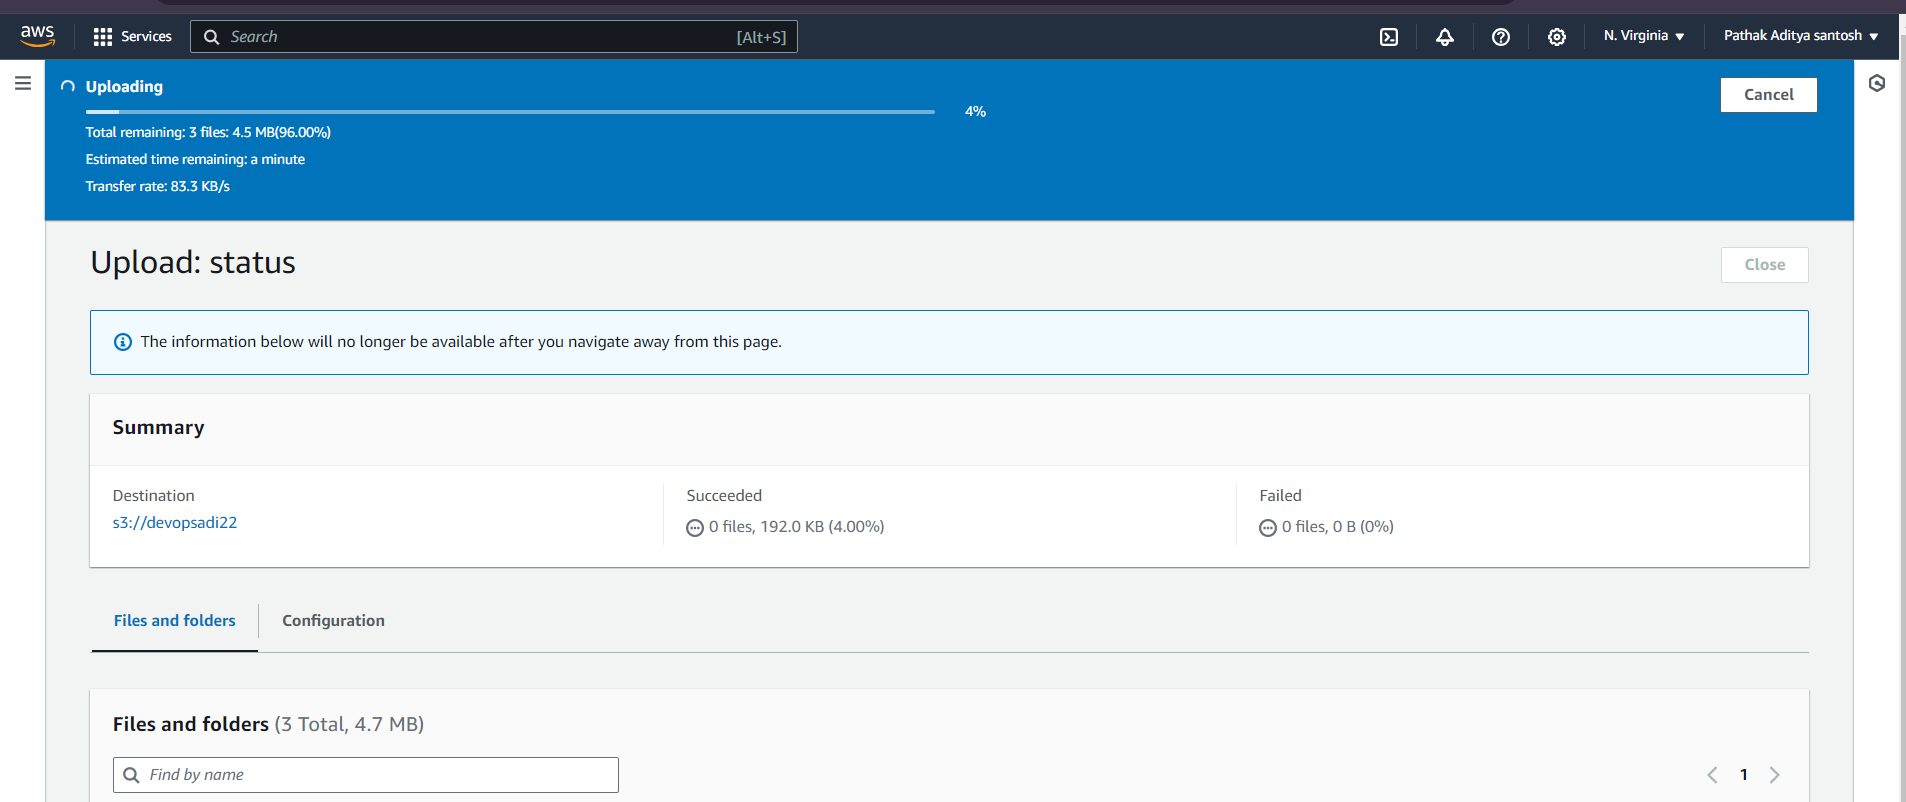 aws
Services
Search
[Alt+S]
N. Virginia
Pathak Aditya santosh
Uploading
4%
Cancel
Total remaining: 3 files: 4.5 MB(96.00%)
Estimated time remaining: a minute
Transfer rate: 83.3 KB/s
Upload: status
Close
The information below will no longer be available after you navigate away from this page.
Summary
Destination
s3://devopsadi22
Succeeded
0 files, 192.0 KB (4.00%)
Failed
0 files, 0 B (0%)
Files and folders
Configuration
Files and folders (3 Total, 4.7 MB)
Find by name
1